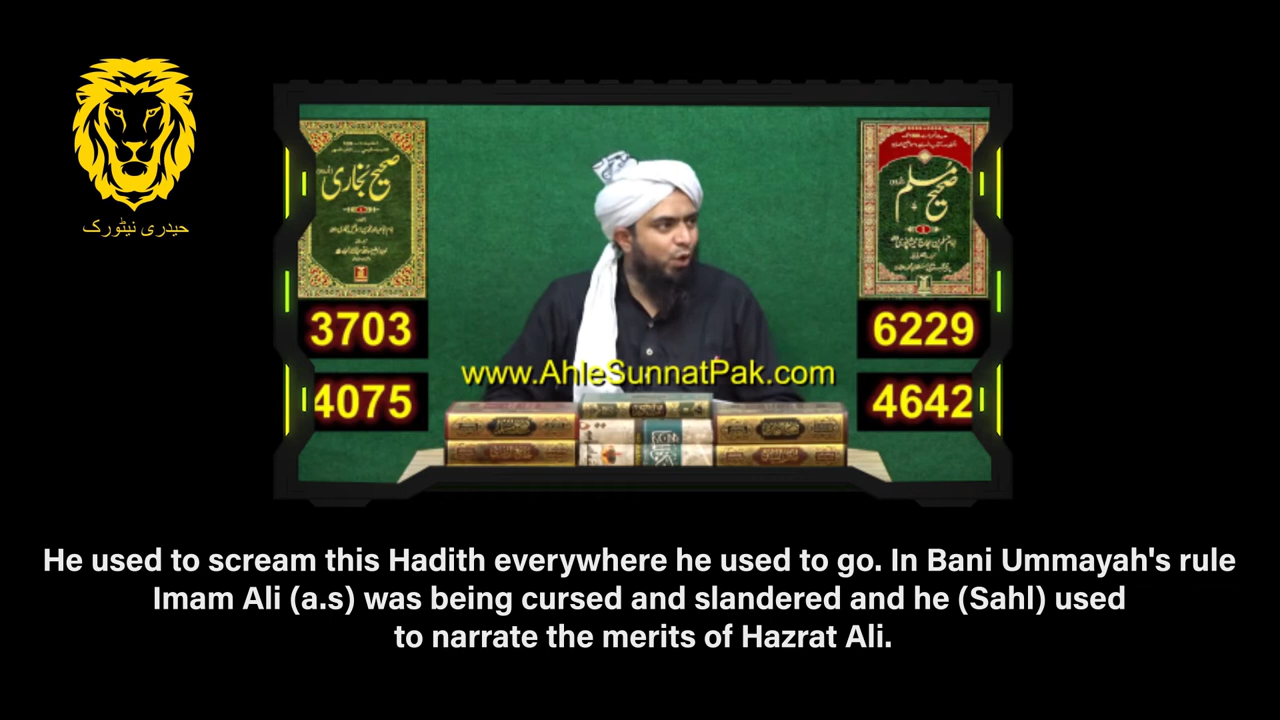 حیدری نیٹورک
صحیح بخاری
صحیح مسلم
3703
6229
4075
4642
www.AhleSunnatPak.com
He used to scream this Hadith everywhere he used to go. In Bani Ummayah's rule
Imam Ali (a.s) was being cursed and slandered and he (Sahl) used
to narrate the merits of Hazrat Ali.